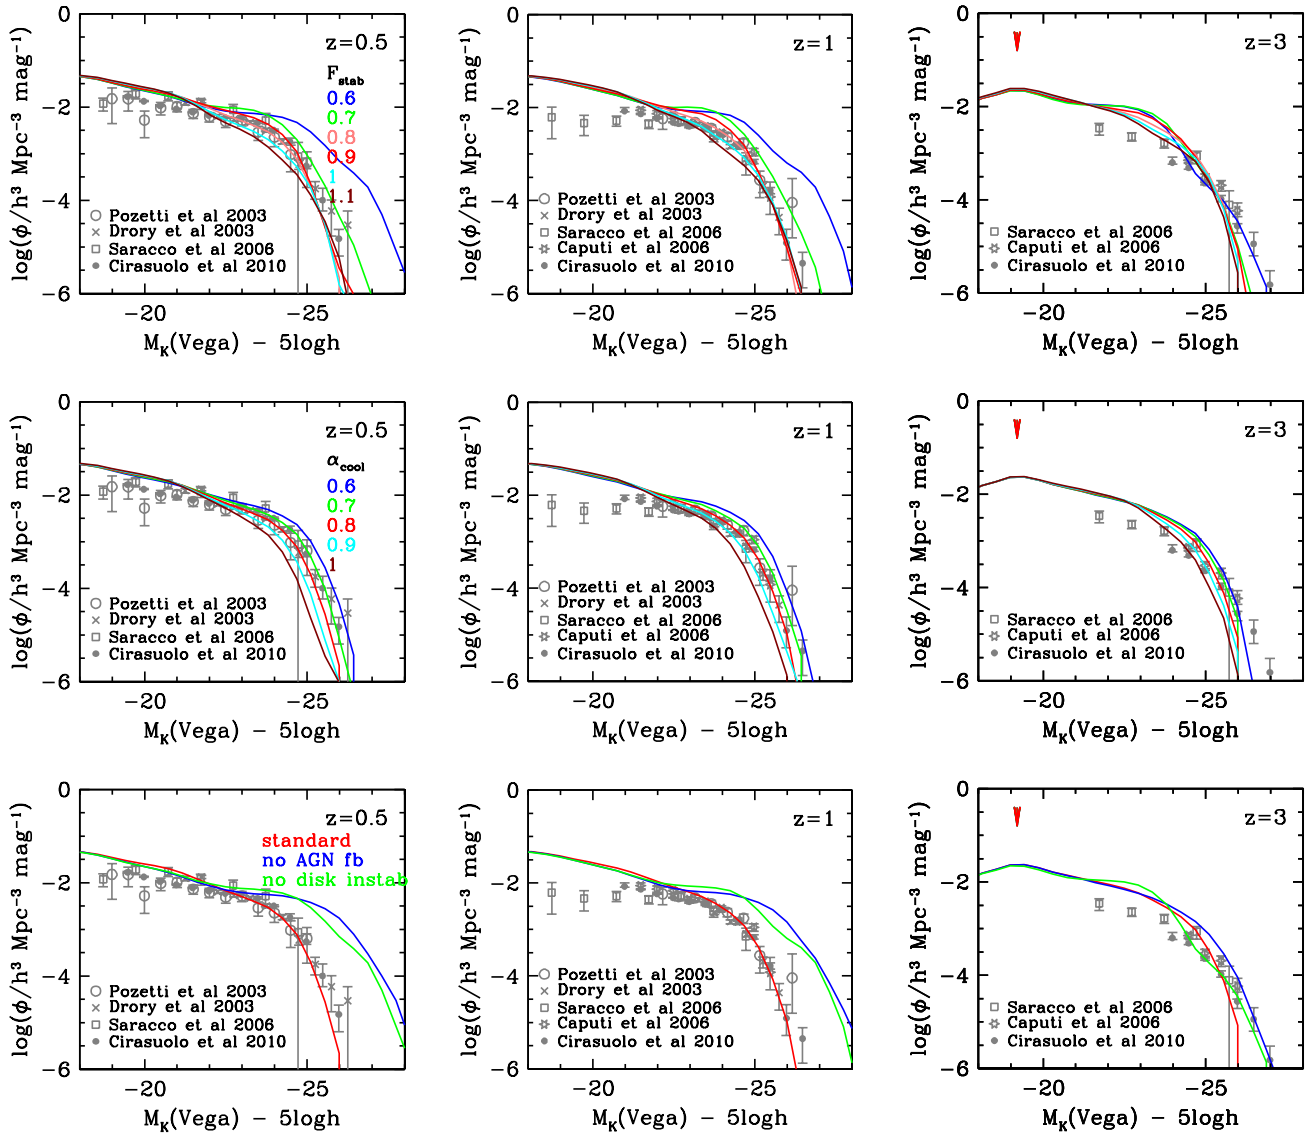 0
−2
−4
−6
log(ϕ/h³ Mpc⁻³ mag⁻¹)
z=0.5
F_stab
0.6
0.7
0.8
0.9
1
1.1
Pozetti et al 2003
Drory et al 2003
Saracco et al 2006
Cirasuolo et al 2010
−20
−25
M_K(Vega) − 5logh
0
−2
−4
−6
log(ϕ/h³ Mpc⁻³ mag⁻¹)
z=1
Pozetti et al 2003
Drory et al 2003
Saracco et al 2006
Caputi et al 2006
Cirasuolo et al 2010
−20
−25
M_K(Vega) − 5logh
0
−2
−4
−6
log(ϕ/h³ Mpc⁻³ mag⁻¹)
z=3
Saracco et al 2006
Caputi et al 2006
Cirasuolo et al 2010
−20
−25
M_K(Vega) − 5logh
0
−2
−4
−6
log(ϕ/h³ Mpc⁻³ mag⁻¹)
z=0.5
α_cool
0.6
0.7
0.8
0.9
1
Pozetti et al 2003
Drory et al 2003
Saracco et al 2006
Cirasuolo et al 2010
−20
−25
M_K(Vega) − 5logh
0
−2
−4
−6
log(ϕ/h³ Mpc⁻³ mag⁻¹)
z=1
Pozetti et al 2003
Drory et al 2003
Saracco et al 2006
Caputi et al 2006
Cirasuolo et al 2010
−20
−25
M_K(Vega) − 5logh
0
−2
−4
−6
log(ϕ/h³ Mpc⁻³ mag⁻¹)
z=3
Saracco et al 2006
Caputi et al 2006
Cirasuolo et al 2010
−20
−25
M_K(Vega) − 5logh
0
−2
−4
−6
log(ϕ/h³ Mpc⁻³ mag⁻¹)
z=0.5
standard
no AGN fb
no disk instab
Pozetti et al 2003
Drory et al 2003
Saracco et al 2006
Cirasuolo et al 2010
−20
−25
M_K(Vega) − 5logh
0
−2
−4
−6
log(ϕ/h³ Mpc⁻³ mag⁻¹)
z=1
Pozetti et al 2003
Drory et al 2003
Saracco et al 2006
Caputi et al 2006
Cirasuolo et al 2010
−20
−25
M_K(Vega) − 5logh
0
−2
−4
−6
log(ϕ/h³ Mpc⁻³ mag⁻¹)
z=3
Saracco et al 2006
Caputi et al 2006
Cirasuolo et al 2010
−20
−25
M_K(Vega) − 5logh